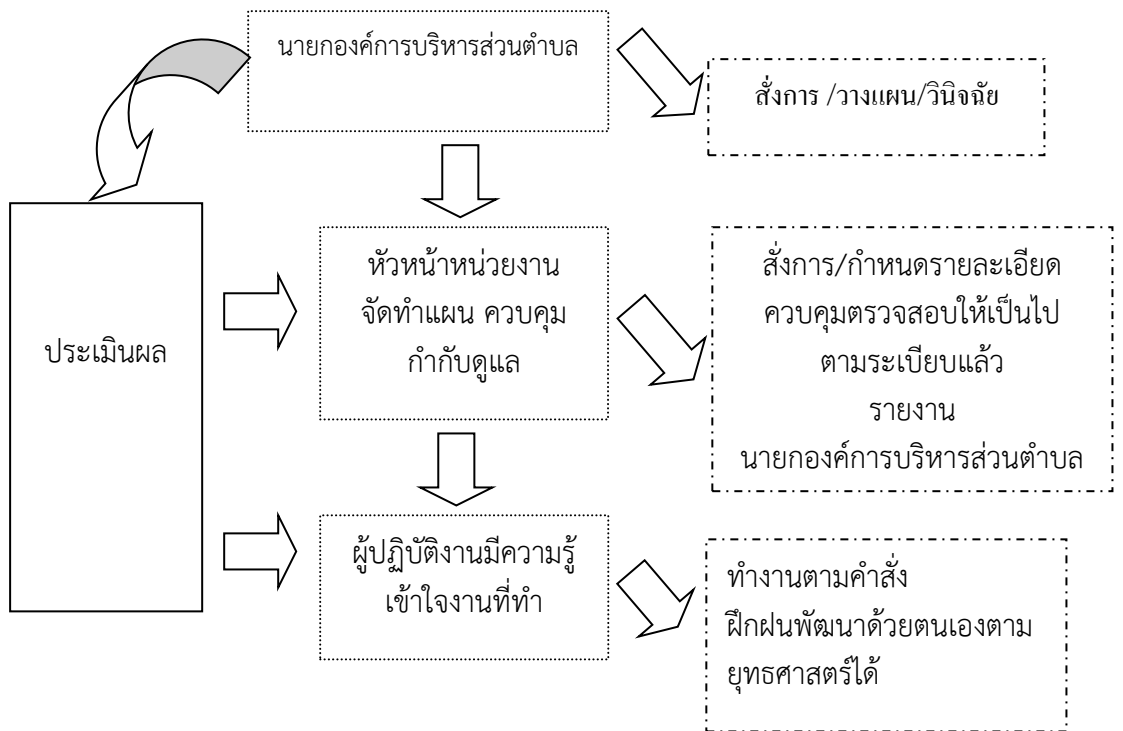 นายกองค์การบริหารส่วนตำบล
สั่งการ /วางแผน/วินิจฉัย
ประเมินผล
หัวหน้าหน่วยงาน
จัดทำแผน ควบคุม
กำกับดูแล
สั่งการ/กำหนดรายละเอียด
ควบคุมตรวจสอบให้เป็นไป
ตามระเบียบแล้ว
รายงาน
นายกองค์การบริหารส่วนตำบล
ผู้ปฏิบัติงานมีความรู้
เข้าใจงานที่ทำ
ทำงานตามคำสั่ง
ฝึกฝนพัฒนาด้วยตนเองตาม
ยุทธศาสตร์ได้